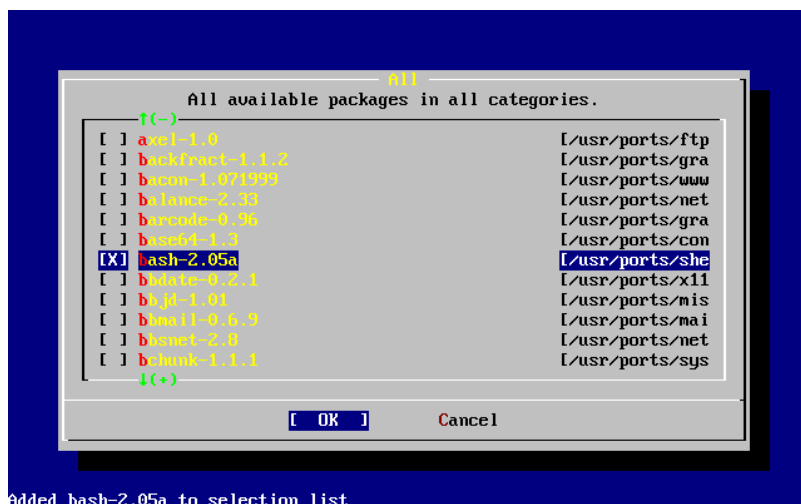 All
All available packages in all categories.
↑(-)
[ ] axel-1.0 [/usr/ports/ftp
[ ] backfract-1.1.2 [/usr/ports/gra
[ ] bacon-1.071999 [/usr/ports/www
[ ] balance-2.33 [/usr/ports/net
[ ] barcode-0.96 [/usr/ports/gra
[ ] base64-1.3 [/usr/ports/con
[X] bash-2.05a [/usr/ports/she
[ ] bbdate-0.2.1 [/usr/ports/x11
[ ] bbjd-1.01 [/usr/ports/mis
[ ] bbmail-0.6.9 [/usr/ports/mai
[ ] bbsnet-2.8 [/usr/ports/net
[ ] bchunk-1.1.1 [/usr/ports/sys
↓(+)
[ OK ] Cancel
Added bash-2.05a to selection list